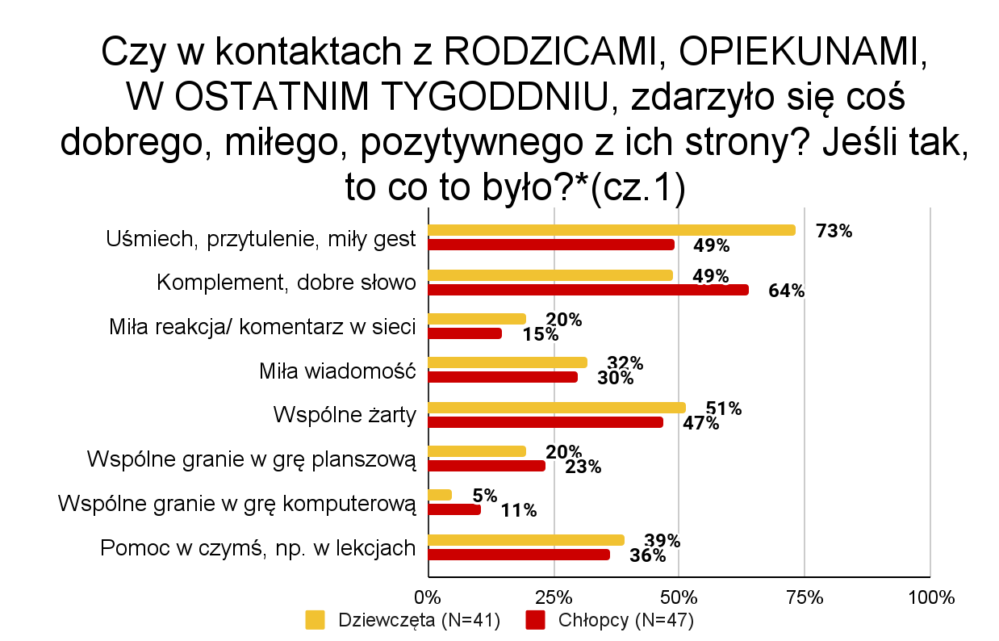 Czy w kontaktach z RODZICAMI, OPIEKUNAMI,
W OSTATNIM TYGODDNIU, zdarzyło się coś
dobrego, miłego, pozytywnego z ich strony? Jeśli tak,
to co to było?*(cz.1)
Uśmiech, przytulenie, miły gest
73%
49%
Komplement, dobre słowo
49%
64%
Miła reakcja/ komentarz w sieci
20%
15%
Miła wiadomość
32%
30%
Wspólne żarty
51%
47%
Wspólne granie w grę planszową
20%
23%
Wspólne granie w grę komputerową
5%
11%
Pomoc w czymś, np. w lekcjach
39%
36%
0% 25% 50% 75% 100%
Dziewczęta (N=41) Chłopcy (N=47)